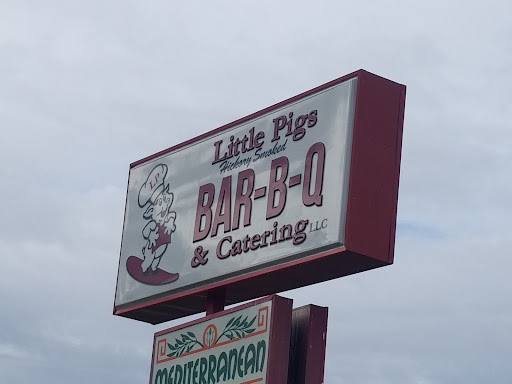 Little Pigs
Hickory Smoked
BAR-B-Q
& Catering LLC
MEDITERRANEAN